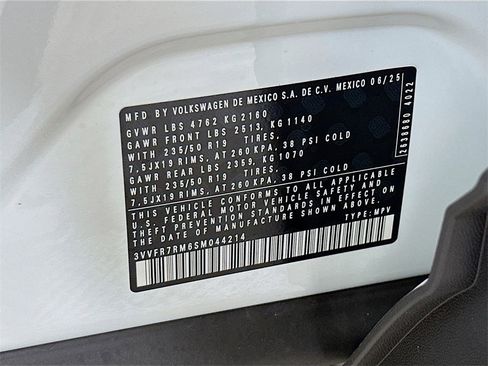 MFD BY VOLKSWAGEN DE MEXICO S.A. DE C.V. MEXICO 06/25
GVWR LBS 4762 KG 2160
GAWR FRONT LBS 2513, KG 1140
WITH 235/50 R19 TIRES,
7,5JX19 RIMS, AT 260 KPA, 38 PSI COLD
GAWR REAR LBS 2359, KG1070
WITH 235/50 R19 TIRES,
7,5JX19 RIMS, AT 260 KPA, 38 PSI COLD
THIS VEHICLE CONFORMS TO ALL APPLICABLE
U.S. FEDERAL MOTOR VEHICLE SAFETY AND
THEFT PREVENTION STANDARDS IN EFFECT ON
THE DATE OF MANUFACTURE SHOWN ABOVE.
3VVFR7RM6SM044214 TYPE: MPV
2638680 4022